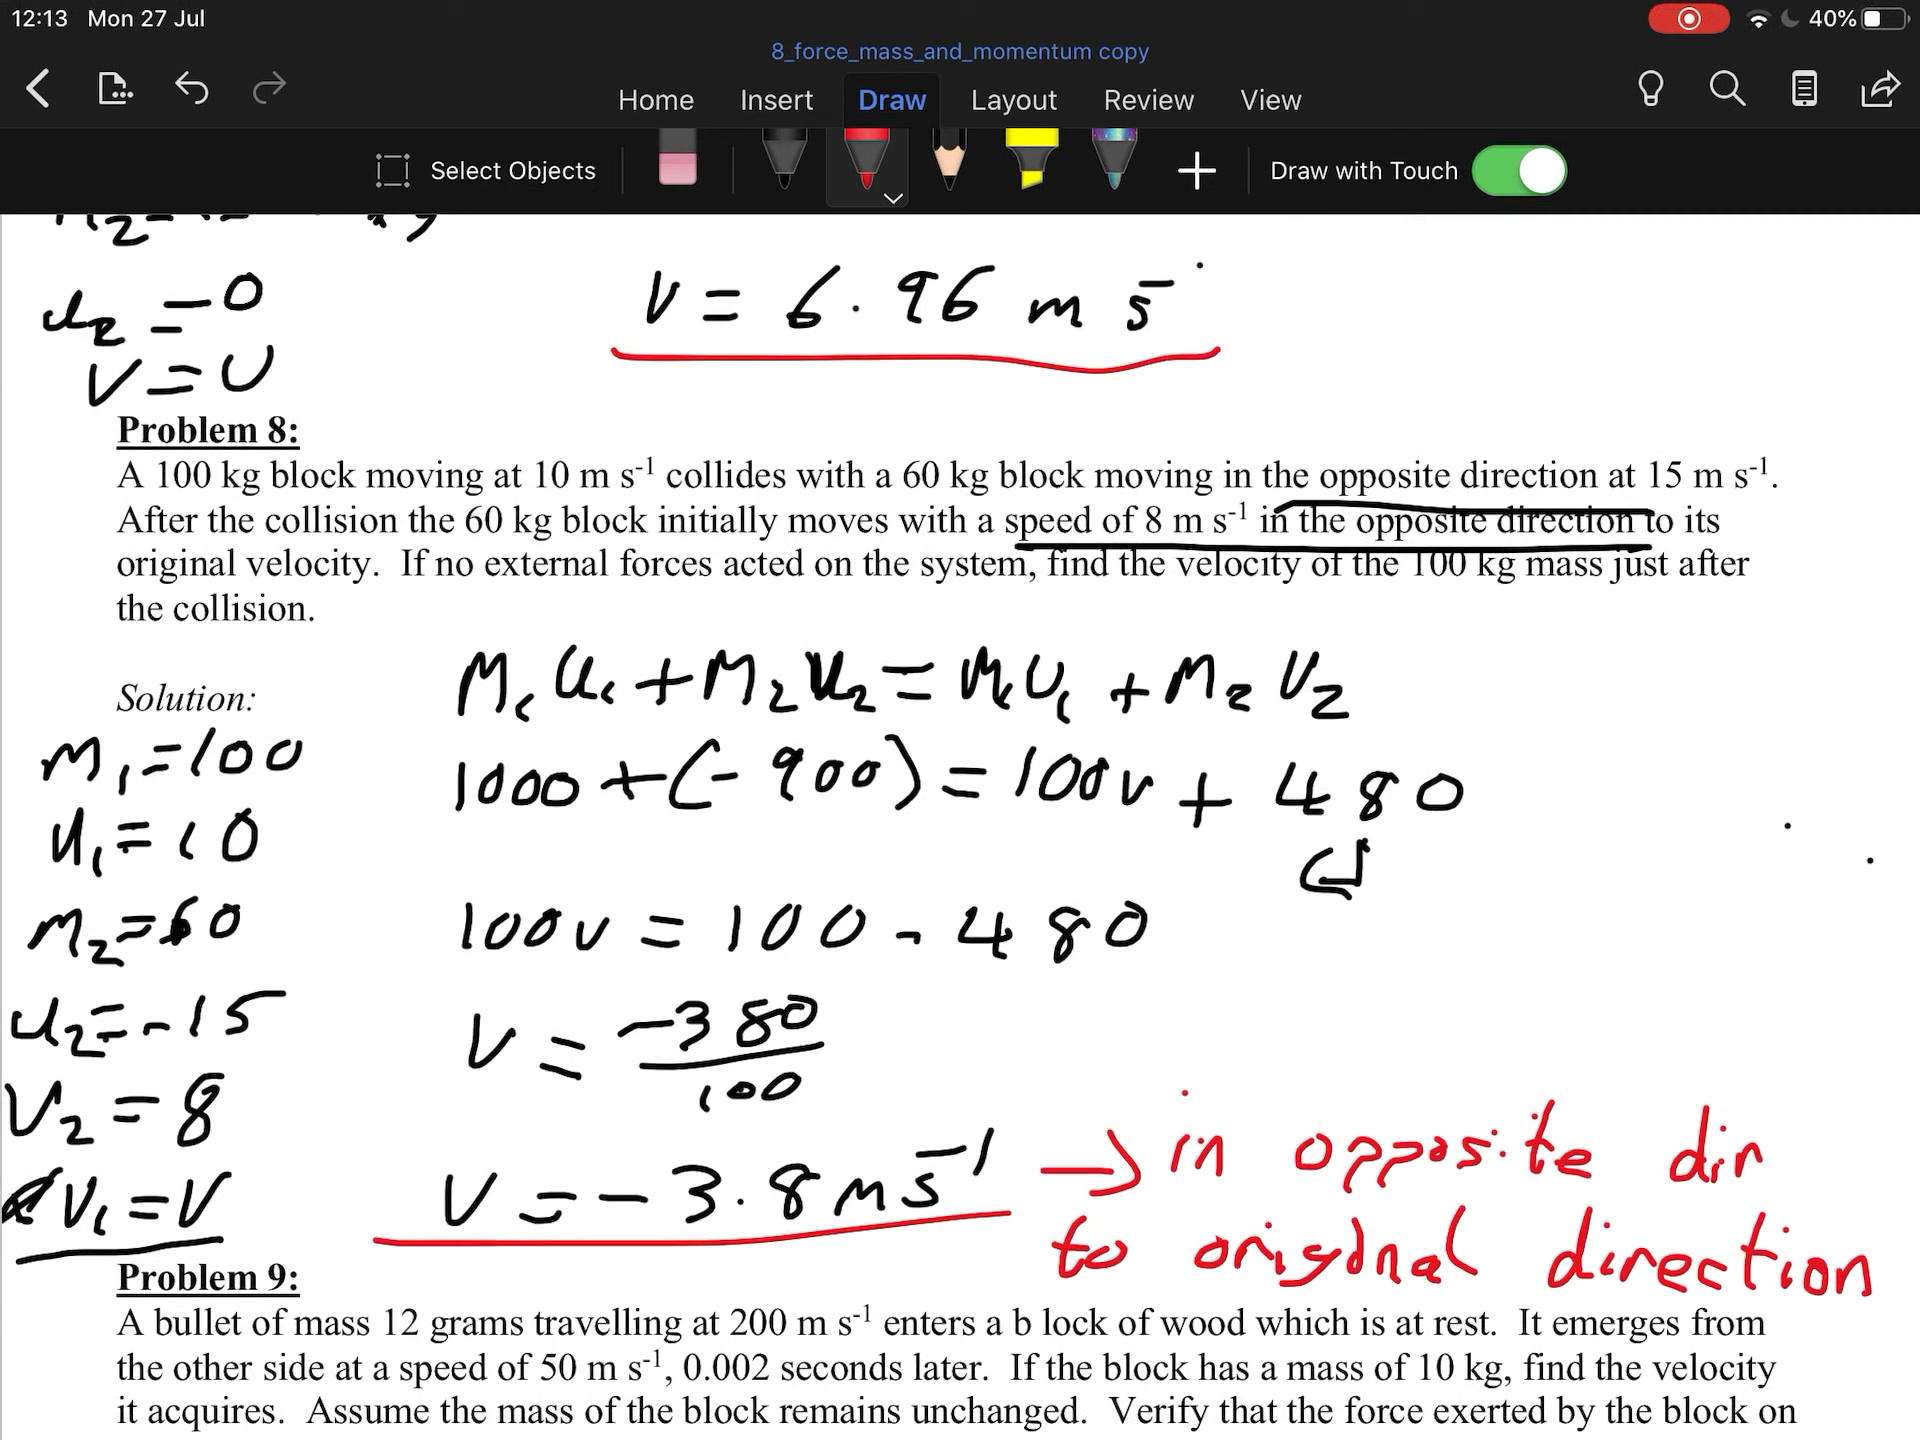 12:13 Mon 27 Jul
40%
8_force_mass_and_momentum copy
Home Insert Draw Layout Review View
Select Objects
Draw with Touch
u₂ = 0
V = 6.96 m s⁻
V = U
Problem 8:
A 100 kg block moving at 10 m s⁻¹ collides with a 60 kg block moving in the opposite direction at 15 m s⁻¹.
After the collision the 60 kg block initially moves with a speed of 8 m s⁻¹ in the opposite direction to its
original velocity. If no external forces acted on the system, find the velocity of the 100 kg mass just after
the collision.
M₁ U₁ + M₂ U₂ = M₁ V₁ + M₂ V₂
Solution:
M₁ = 100
1000 + (-900) = 100v + 480
U₁ = 10
M₂ = 60
100v = 100 - 480
U₂ = -15
V = -380
100
V₂ = 8
V = -3.8 m s⁻¹ → in opposite dir
V₁ = V
to original direction
Problem 9:
A bullet of mass 12 grams travelling at 200 m s⁻¹ enters a b lock of wood which is at rest. It emerges from
the other side at a speed of 50 m s⁻¹, 0.002 seconds later. If the block has a mass of 10 kg, find the velocity
it acquires. Assume the mass of the block remains unchanged. Verify that the force exerted by the block on